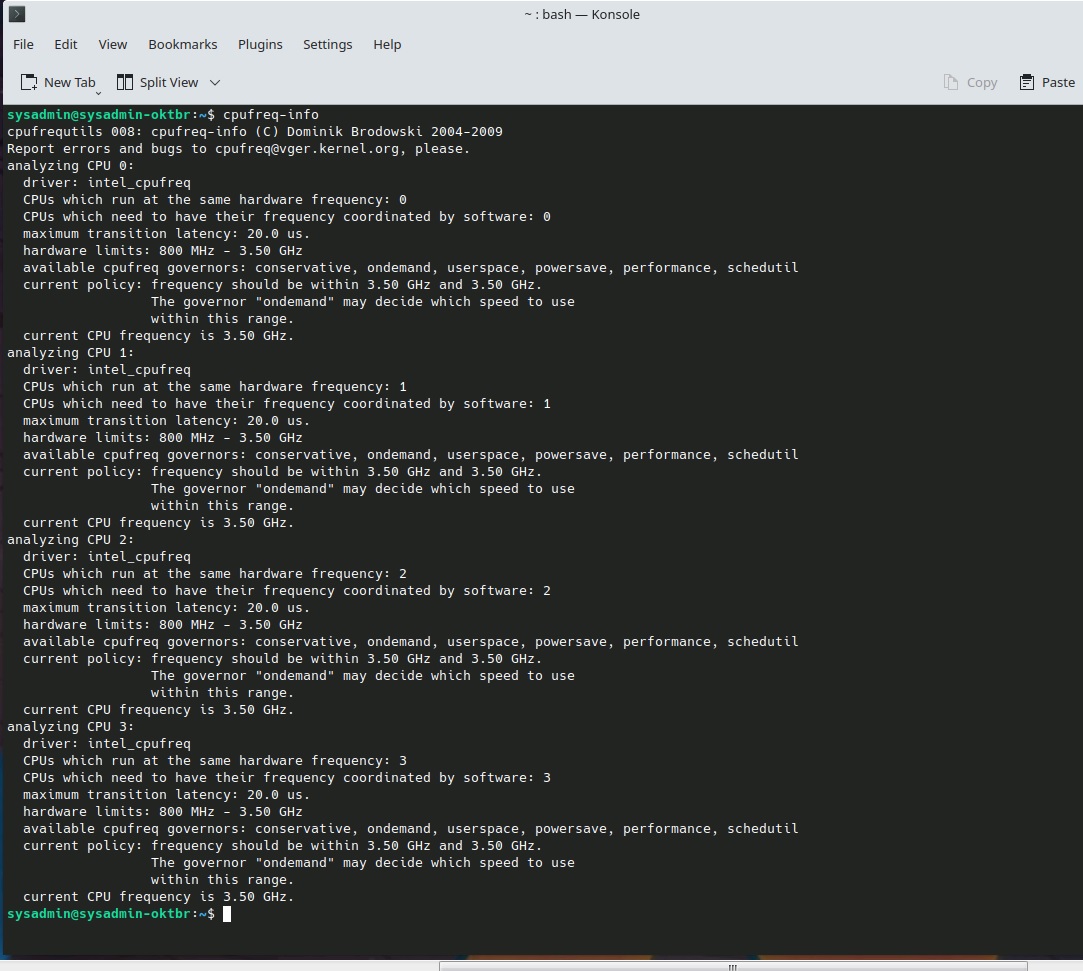 ~ : bash — Konsole
File Edit View Bookmarks Plugins Settings Help
New Tab Split View Copy Paste
sysadmin@sysadmin-oktbr:~$ cpufreq-info
cpufrequtils 008: cpufreq-info (C) Dominik Brodowski 2004-2009
Report errors and bugs to cpufreq@vger.kernel.org, please.
analyzing CPU 0:
  driver: intel_cpufreq
  CPUs which run at the same hardware frequency: 0
  CPUs which need to have their frequency coordinated by software: 0
  maximum transition latency: 20.0 us.
  hardware limits: 800 MHz - 3.50 GHz
  available cpufreq governors: conservative, ondemand, userspace, powersave, performance, schedutil
  current policy: frequency should be within 3.50 GHz and 3.50 GHz.
                  The governor "ondemand" may decide which speed to use
                  within this range.
  current CPU frequency is 3.50 GHz.
analyzing CPU 1:
  driver: intel_cpufreq
  CPUs which run at the same hardware frequency: 1
  CPUs which need to have their frequency coordinated by software: 1
  maximum transition latency: 20.0 us.
  hardware limits: 800 MHz - 3.50 GHz
  available cpufreq governors: conservative, ondemand, userspace, powersave, performance, schedutil
  current policy: frequency should be within 3.50 GHz and 3.50 GHz.
                  The governor "ondemand" may decide which speed to use
                  within this range.
  current CPU frequency is 3.50 GHz.
analyzing CPU 2:
  driver: intel_cpufreq
  CPUs which run at the same hardware frequency: 2
  CPUs which need to have their frequency coordinated by software: 2
  maximum transition latency: 20.0 us.
  hardware limits: 800 MHz - 3.50 GHz
  available cpufreq governors: conservative, ondemand, userspace, powersave, performance, schedutil
  current policy: frequency should be within 3.50 GHz and 3.50 GHz.
                  The governor "ondemand" may decide which speed to use
                  within this range.
  current CPU frequency is 3.50 GHz.
analyzing CPU 3:
  driver: intel_cpufreq
  CPUs which run at the same hardware frequency: 3
  CPUs which need to have their frequency coordinated by software: 3
  maximum transition latency: 20.0 us.
  hardware limits: 800 MHz - 3.50 GHz
  available cpufreq governors: conservative, ondemand, userspace, powersave, performance, schedutil
  current policy: frequency should be within 3.50 GHz and 3.50 GHz.
                  The governor "ondemand" may decide which speed to use
                  within this range.
  current CPU frequency is 3.50 GHz.
sysadmin@sysadmin-oktbr:~$